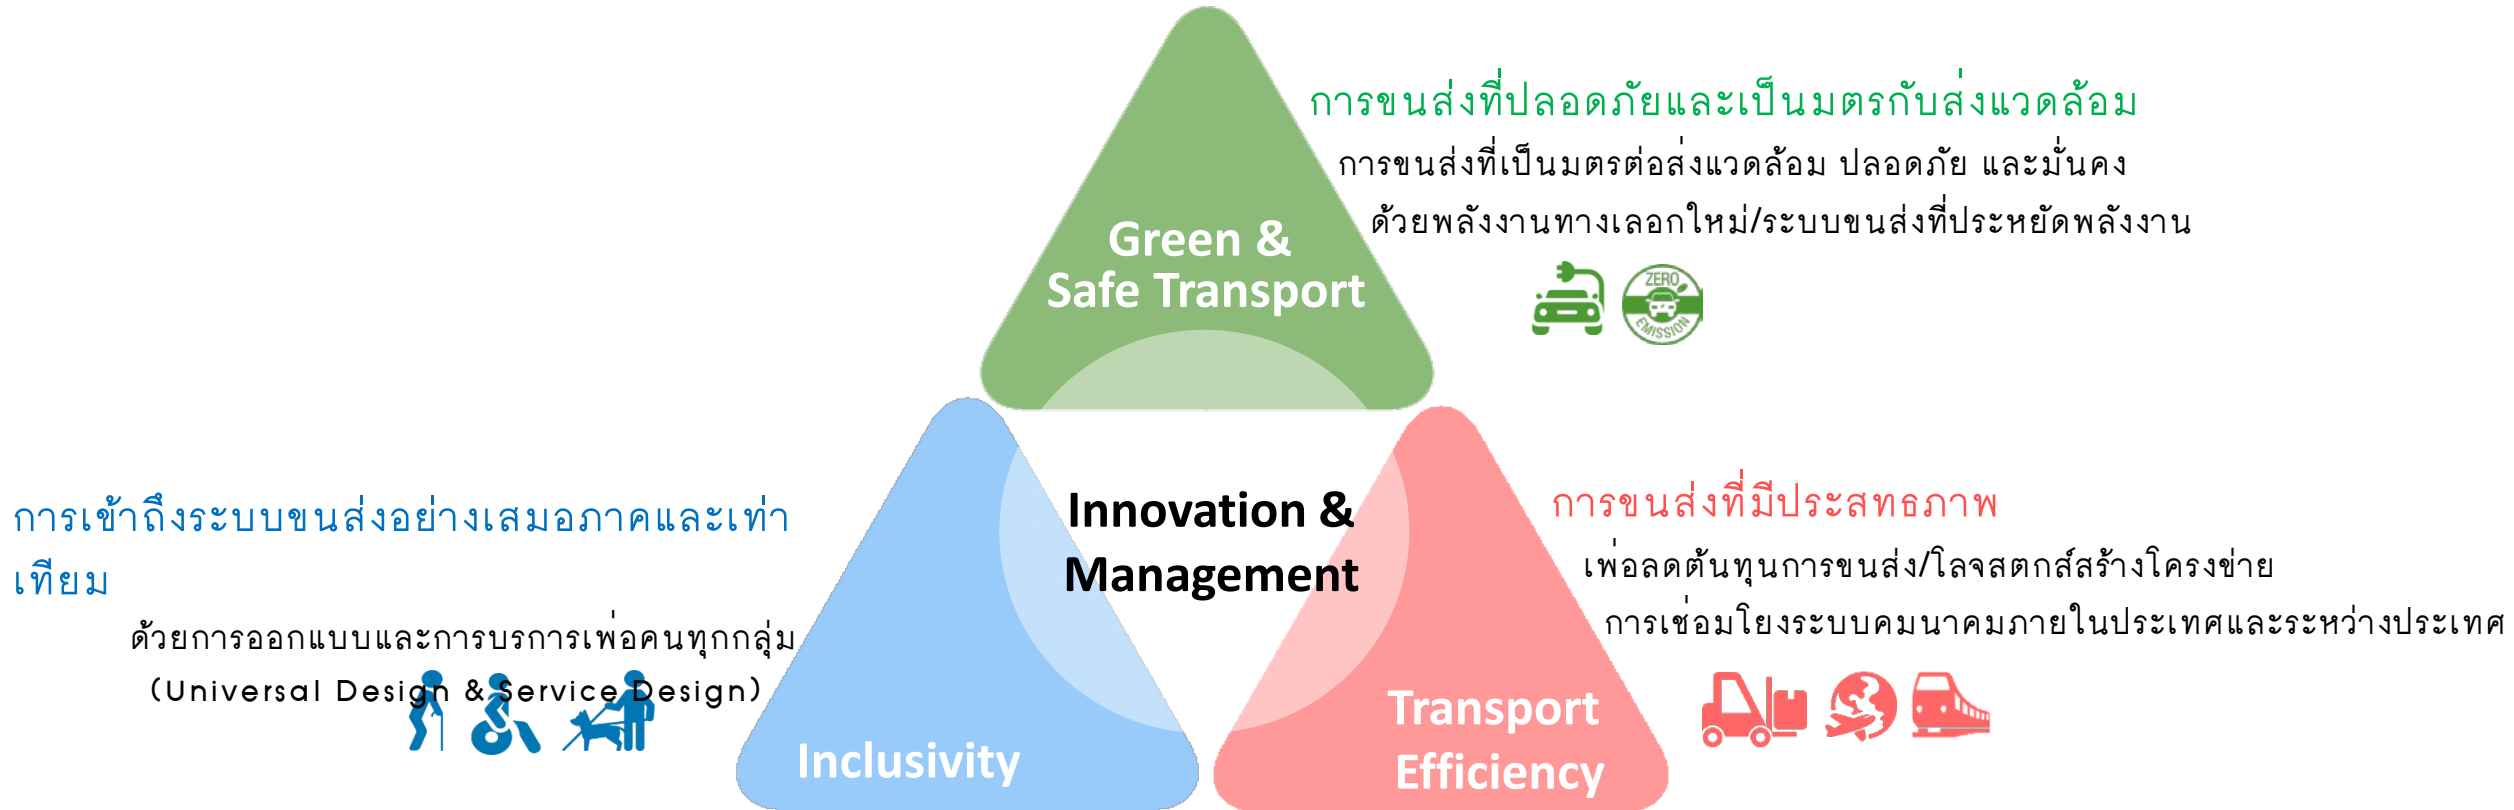 การขนส่งที่ปลอดภัยและเป็นมตรกับส่งแวดล้อม
การขนส่งที่เป็นมตรต่อส่งแวดล้อม ปลอดภัย และมั่นคง
ด้วยพลังงานทางเลอกใหม่/ระบบขนส่งที่ประหยัดพลังงาน
Green &
Safe Transport
ZERO
EMISSION
การเข้าถึงระบบขนส่งอย่างเสมอภาคและเท่า
เทียม
ด้วยการออกแบบและการบรการเพ่อคนทุกกลุ่ม
(Universal Design & Service Design)
Inclusivity
Innovation &
Management
การขนส่งที่มีประสทธภาพ
เพ่อลดต้นทุนการขนส่ง/โลจสตกส์สร้างโครงข่าย
การเช่อมโยงระบบคมนาคมภายในประเทศและระหว่างประเทศ
Transport
Efficiency